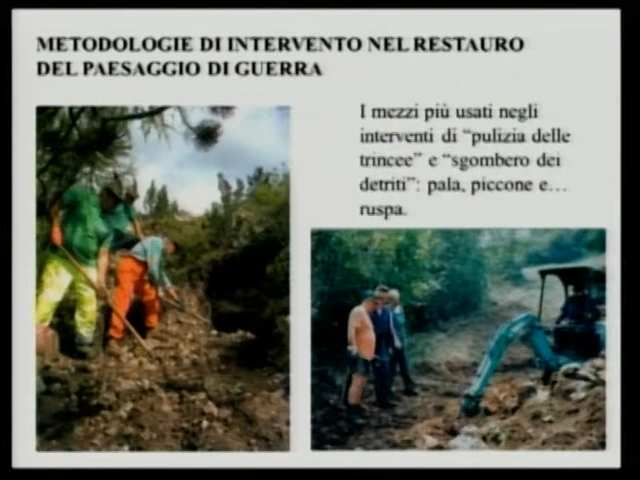 METODOLOGIE DI INTERVENTO NEL RESTAURO
DEL PAESAGGIO DI GUERRA
I mezzi più usati negli
interventi di “pulizia delle
trincee” e “sgombero dei
detriti”: pala, piccone e…
ruspa.